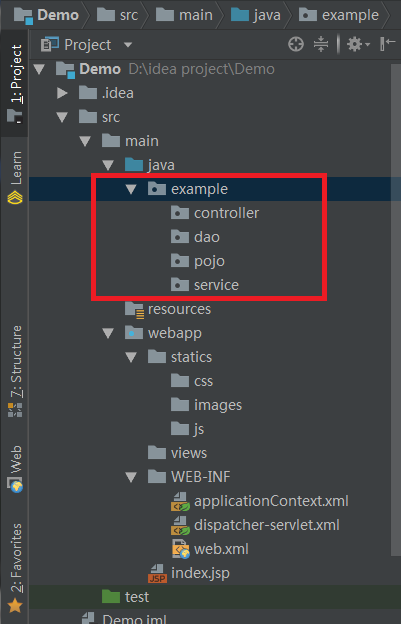 Demo src main java example
Project
Demo D:\idea project\Demo
.idea
src
main
java
example
controller
dao
pojo
service
resources
webapp
statics
css
images
js
views
WEB-INF
applicationContext.xml
dispatcher-servlet.xml
web.xml
index.jsp
test
Demo.iml
1: Project
Learn
7: Structure
Web
2: Favorites